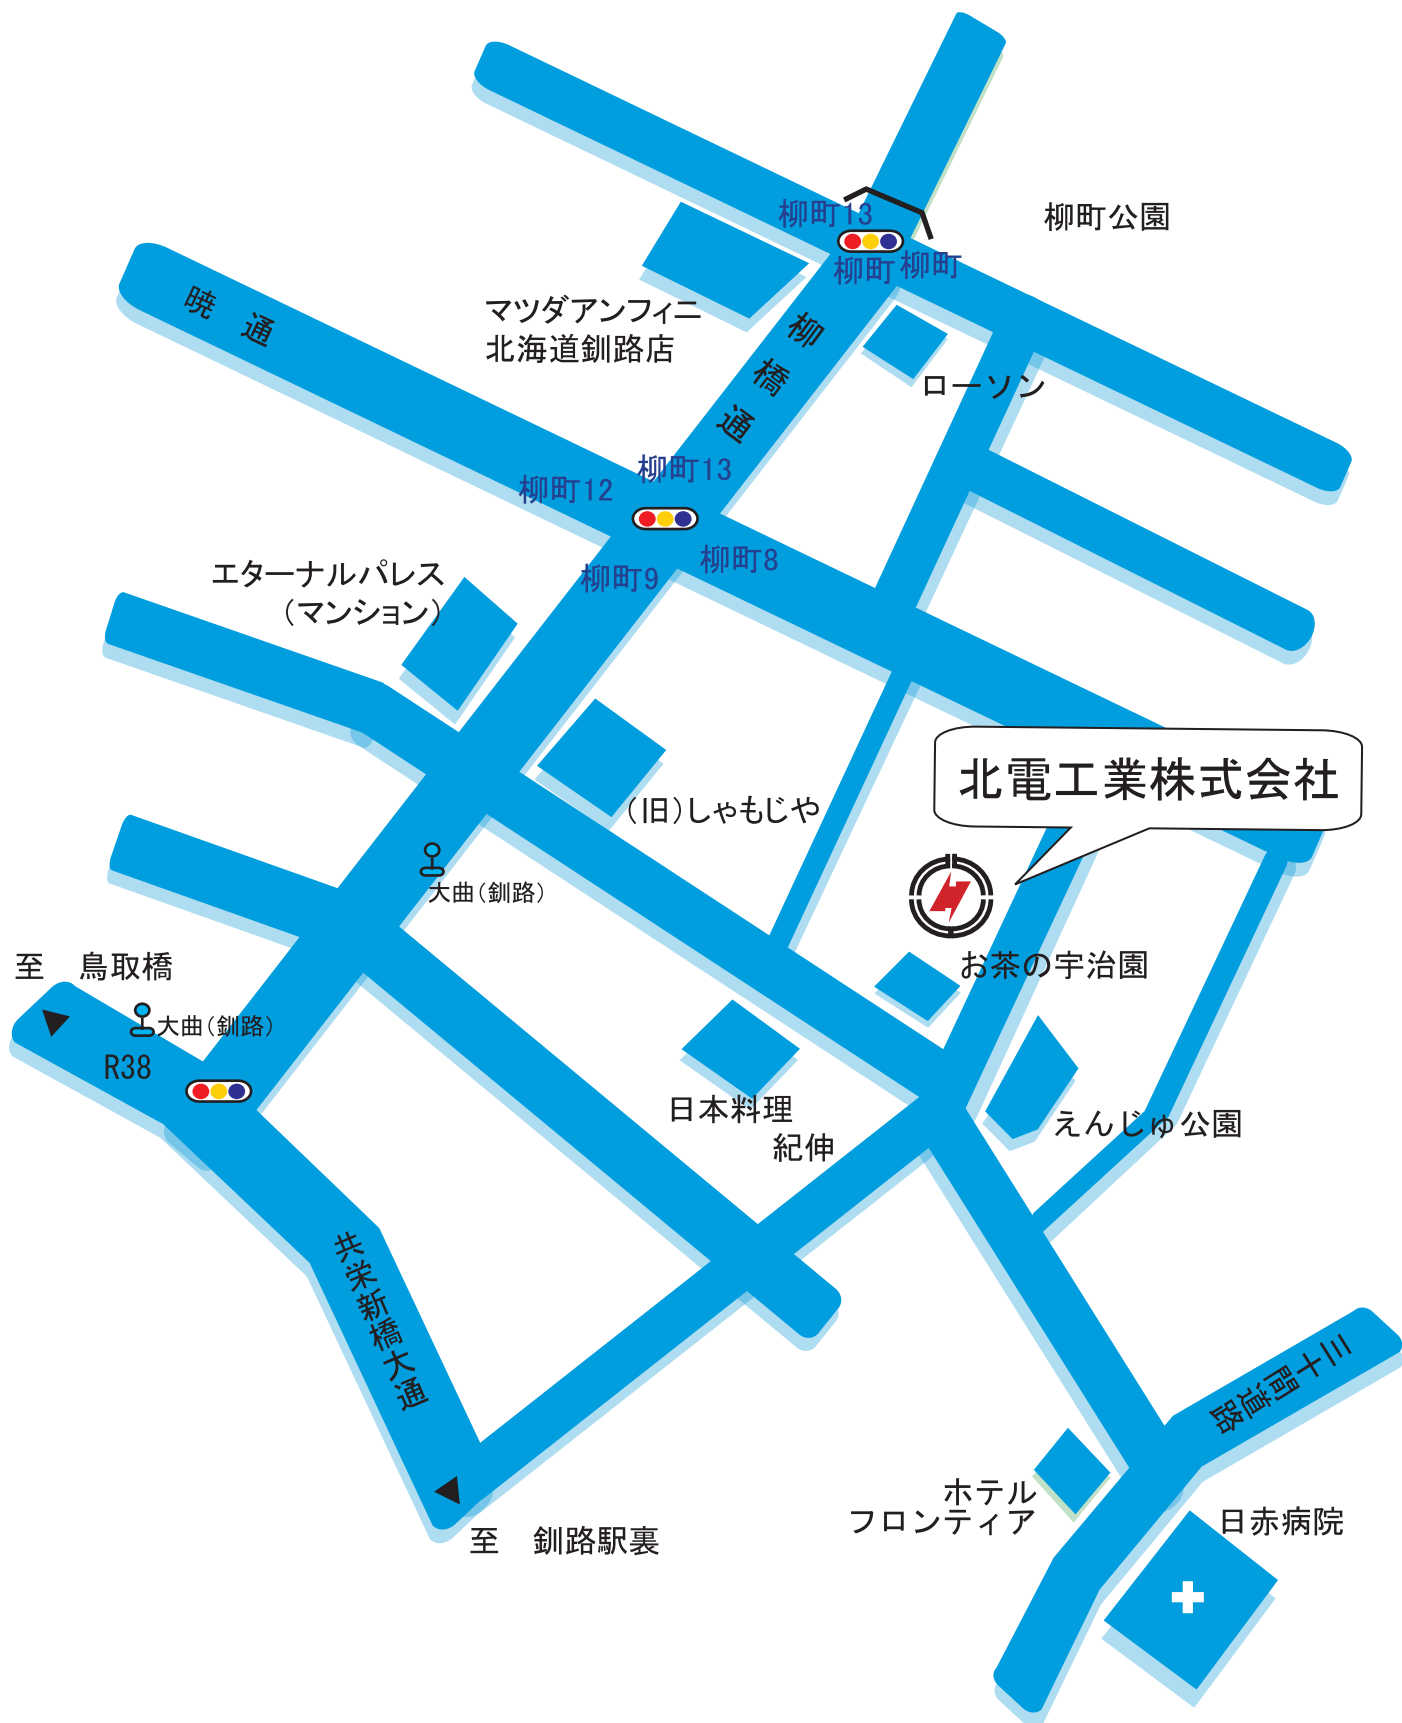 柳町13
柳町公園
柳町
柳町
暁通
マツダアンフィニ
北海道釧路店
柳橋通
ローソン
柳町13
柳町12
柳町8
柳町9
エターナルパレス
（マンション）
北電工業株式会社
（旧）しゃもじや
大曲（釧路）
至　鳥取橋
お茶の宇治園
大曲（釧路）
R38
日本料理
紀伸
えんじゅ公園
共栄新橋大通
三十間道路
ホテル
フロンティア
日赤病院
至　釧路駅裏